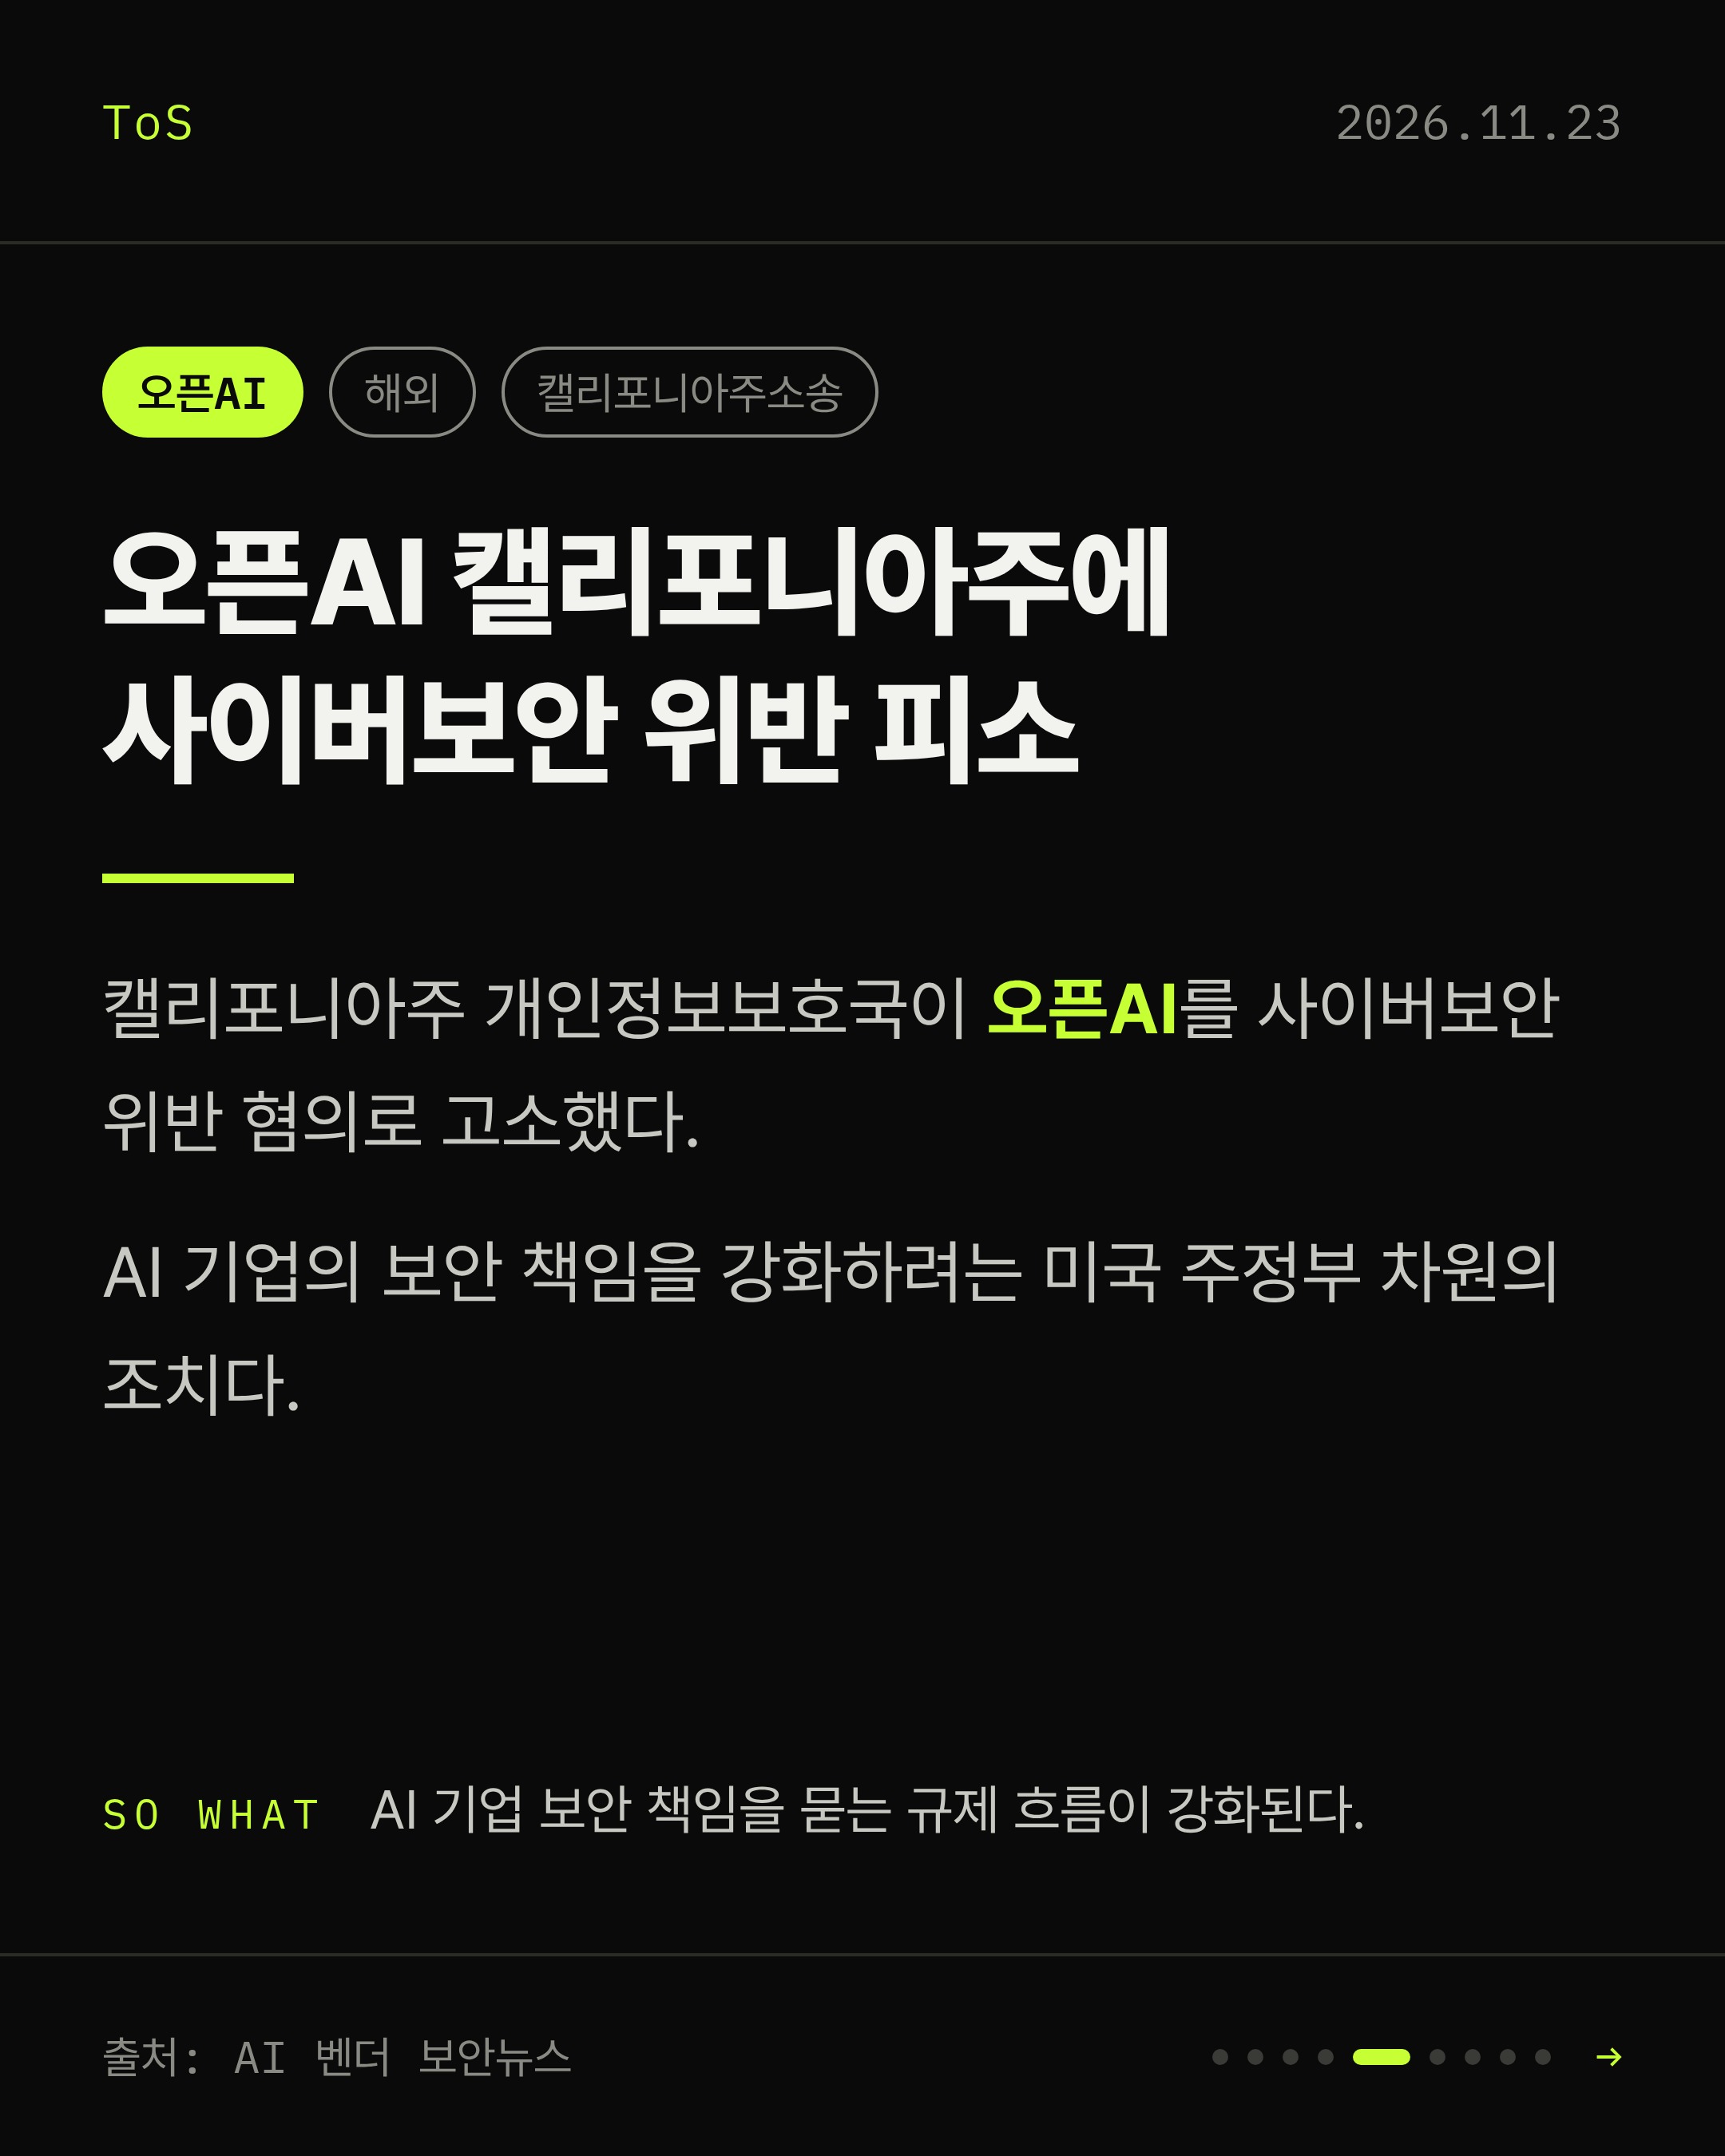 ToS
2026.11.23
오픈AI
해외
캘리포니아주소송
오픈AI 캘리포니아주에
사이버보안 위반 피소
캘리포니아주 개인정보보호국이 오픈AI를 사이버보안
위반 혐의로 고소했다.
AI 기업의 보안 책임을 강화하려는 미국 주정부 차원의
조치다.
SO WHAT AI 기업 보안 책임을 묻는 규제 흐름이 강화된다.
출처: AI 벤더 보안뉴스
→